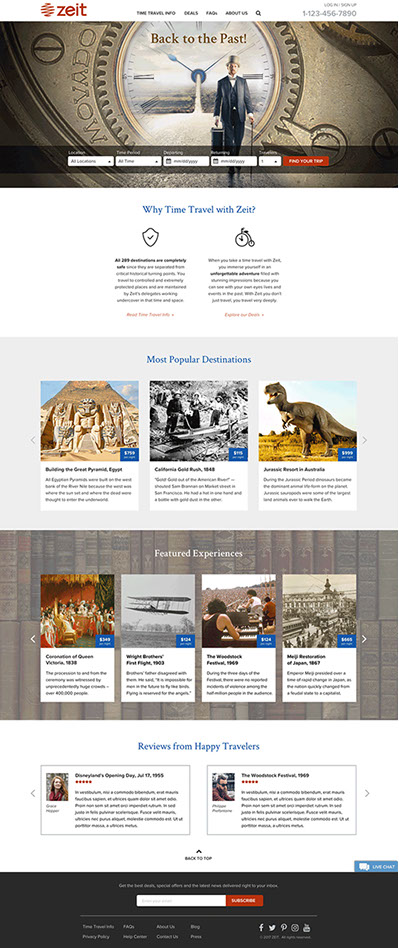 zeit
TIME TRAVEL INFO DEALS FAQs ABOUT US
LOG IN / SIGN UP
1-123-456-7890
Back to the Past!
MOVADO
Location Time Period Departing Returning Travelers
All Locations All Time mm/dd/yyyy mm/dd/yyyy 1 FIND YOUR TRIP
Why Time Travel with Zeit?
All 289 destinations are completely
safe since they are separated from
critical historical turning points. You
travel to controlled and extremely
protected places and are maintained
by Zeit's delegates working
undercover in that time and space.
Read Time Travel Info >
When you take a time travel with Zeit,
you immerse yourself in an
unforgettable adventure filled with
stunning impressions because you
can see with your own eyes lives and
events in the past. With Zeit you don't
just travel, you travel very deeply.
Explore our Deals >
Most Popular Destinations
$759
per night
Building the Great Pyramid, Egypt
All Egyptian Pyramids were built on the west
bank of the River Nile because the west was
where the sun set and where the dead were
thought to enter the underworld.
$115
per night
California Gold Rush, 1848
"Gold! Gold out of the American River!" —
shouted Sam Brannan on Market street in
San Francisco. He had a hat in one hand and
a bottle with gold dust in the other.
$999
per night
Jurassic Resort in Australia
During the Jurassic Period dinosaurs became
the dominant animal life form on the planet.
Jurassic sauropods were some of the largest
land animals ever to walk the Earth.
Featured Experiences
$349
per night
Coronation of Queen
Victoria, 1838
The procession to and from the
ceremony was witnessed by
unprecedentedly huge crowds –
over 400,000 people.
$124
per night
Wright Brothers'
First Flight, 1903
Brothers' father disagreed with
them. He said, "It is impossible for
men in the future to fly like birds.
Flying is reserved for the angels."
$124
per night
The Woodstock
Festival, 1969
During the three days of the
Festival, there were no reported
incidents of violence among the
half-million people in the audience.
$665
per night
Meiji Restoration
of Japan, 1867
Emperor Meiji presided over a
time of rapid change in Japan, as
the nation quickly changed from
a feudal state to a capitalist.
Reviews from Happy Travelers
Grace
Hopper
Disneyland's Opening Day, Jul 17, 1955
In vestibulum, nisi a commodo bibendum, erat mauris
faucibus sapien, et ultrices quam dolor sit amet odio.
Proin non sem sed turpis ornare rutrum. In sed
justo in felis pulvinar dignissim. Fusce quam mauris,
ultricies nec purus aliquet, molestie commodo est. Ut ut
porttitor massa, a ultrices metus.
Philippe
The Woodstock Festival, 1969
In vestibulum, nisi a commodo bibendum, erat mauris
faucibus sapien, et ultrices quam dolor sit amet odio.
Proin non sem sed turpis ornare rutrum. In sed
justo in felis pulvinar dignissim. Fusce quam mauris,
ultricies nec purus aliquet, molestie commodo est. Ut ut
porttitor massa, a ultrices metus.
BACK TO TOP
LIVE CHAT
Get the best deals, special offers and the latest news delivered right to your inbox.
Enter your email SUBSCRIBE
Time Travel Info FAQs About Us Blog
Privacy Policy Help Center Contact Us Press
© 2017 ZEIT. All rights reserved.